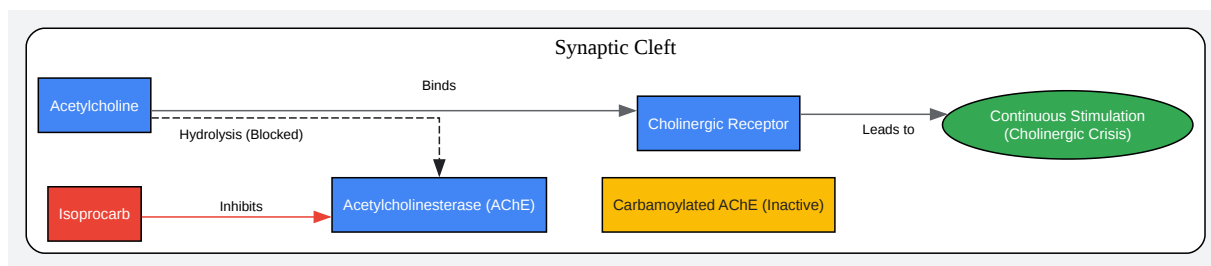 Synaptic Cleft
Acetylcholine
Binds
Hydrolysis (Blocked)
Cholinergic Receptor
Leads to
Continuous Stimulation
(Cholinergic Crisis)
Isoprocarb
Inhibits
Acetylcholinesterase (AChE)
Carbamoylated AChE (Inactive)